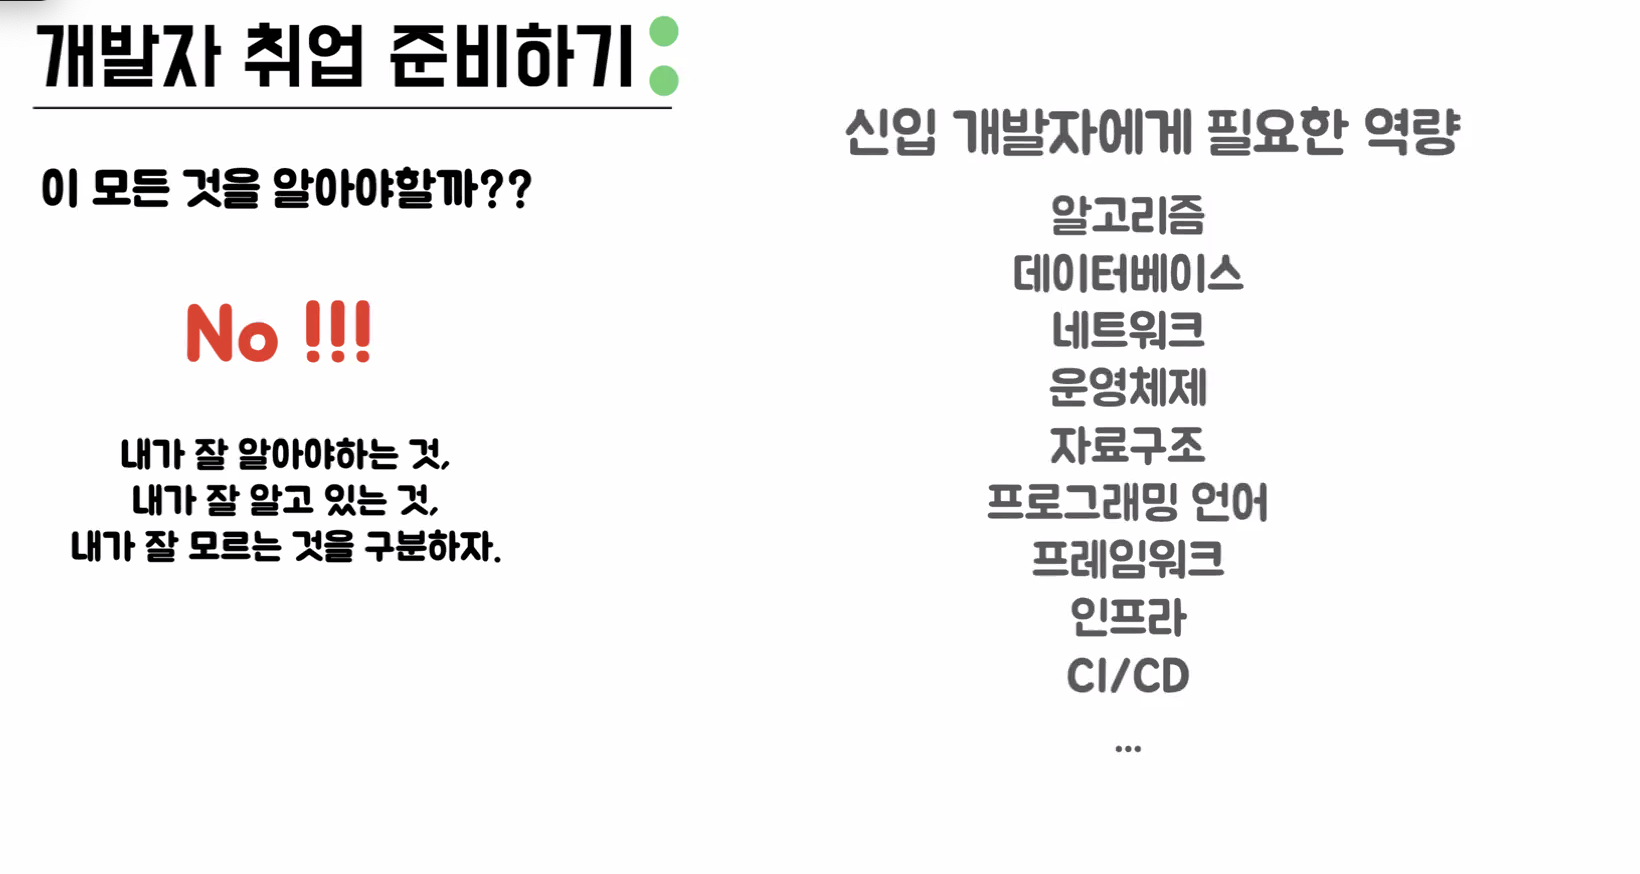 개발자 취업 준비하기:
이 모든 것을 알아야할까??
No !!!
내가 잘 알아야하는 것,
내가 잘 알고 있는 것,
내가 잘 모르는 것을 구분하자.
신입 개발자에게 필요한 역량
알고리즘
데이터베이스
네트워크
운영체제
자료구조
프로그래밍 언어
프레임워크
인프라
CI/CD
...